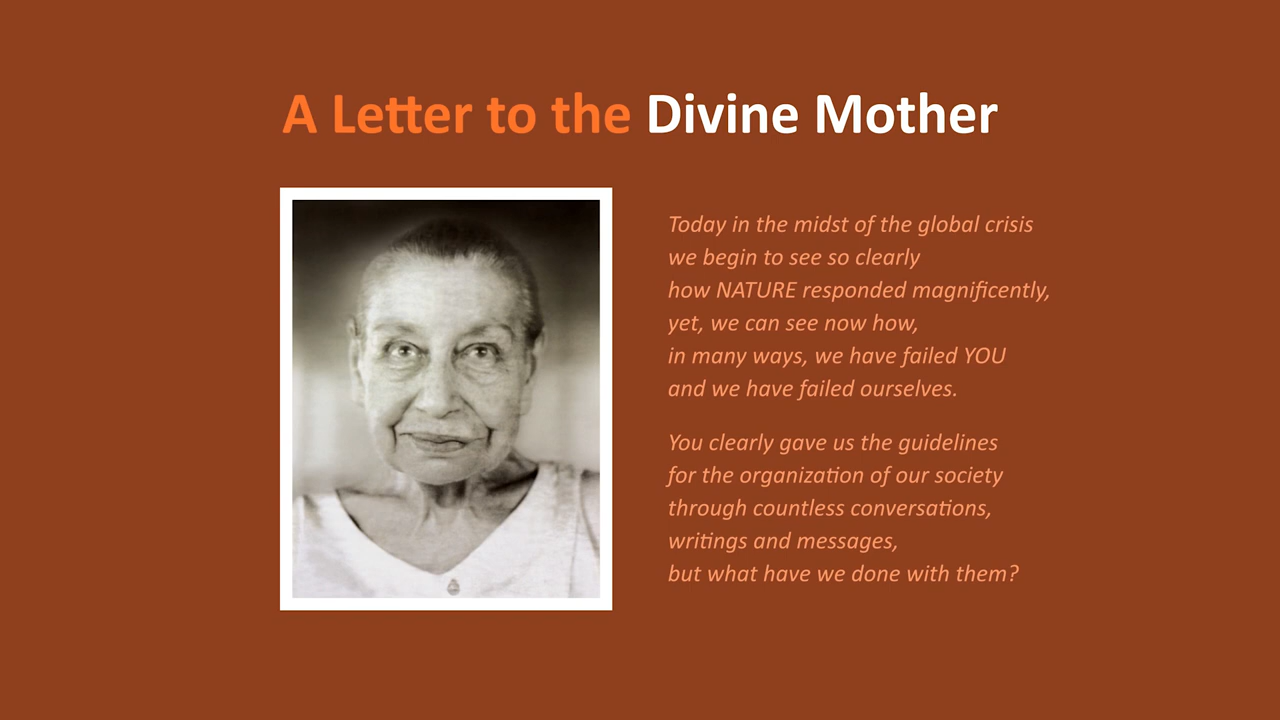 A Letter to the Divine Mother
Today in the midst of the global crisis
we begin to see so clearly
how NATURE responded magnificently,
yet, we can see now how,
in many ways, we have failed YOU
and we have failed ourselves.
You clearly gave us the guidelines
for the organization of our society
through countless conversations,
writings and messages,
but what have we done with them?